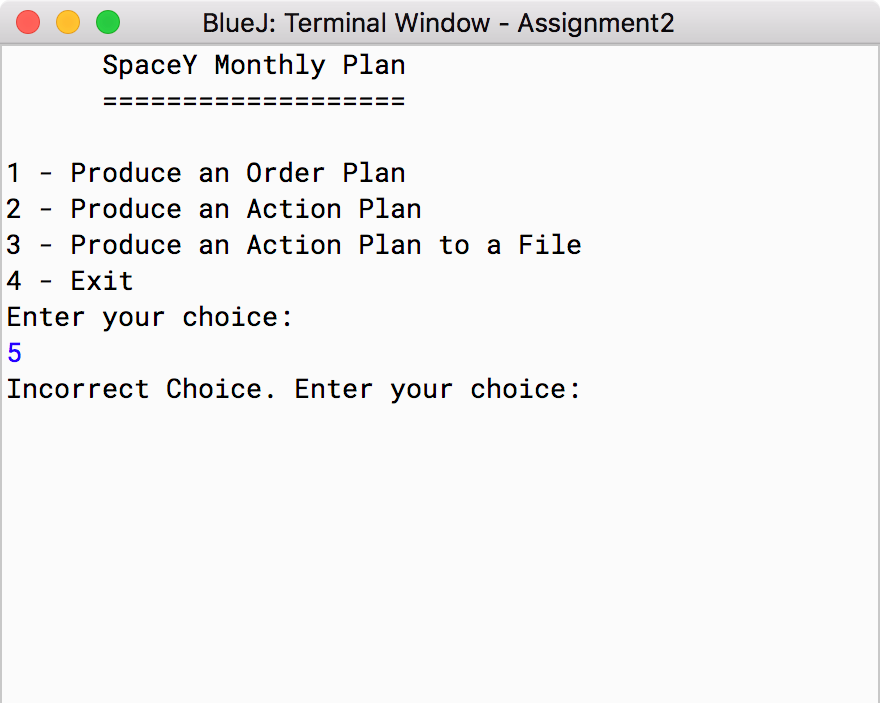 BlueJ: Terminal Window - Assignment2
SpaceY Monthly Plan
===================
1 - Produce an Order Plan
2 - Produce an Action Plan
3 - Produce an Action Plan to a File
4 - Exit
Enter your choice:
5
Incorrect Choice. Enter your choice: